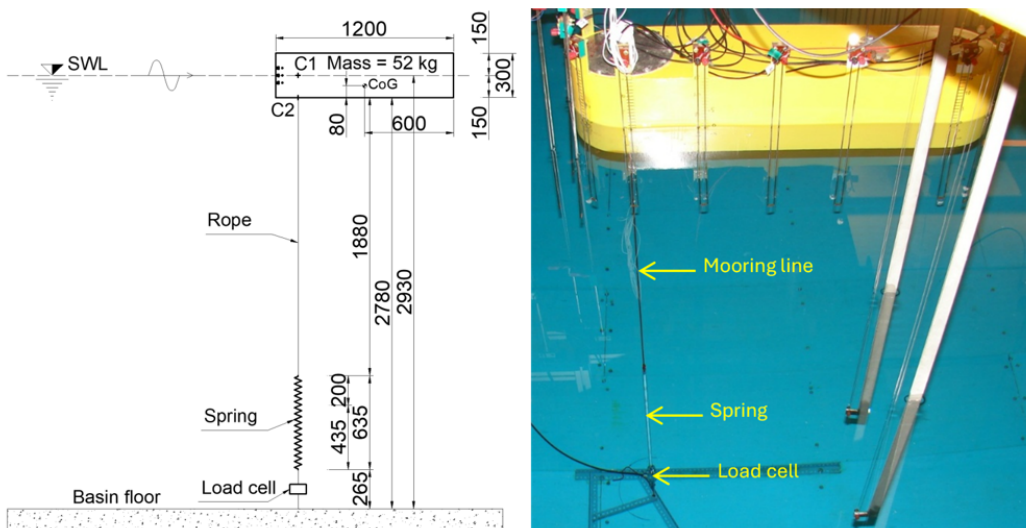 1200
150
SWL
C1 Mass = 52 kg
300
CoG
C2
80
600
150
Rope
1880
2780
2930
Spring
200
435
635
Load cell
265
Basin floor
Mooring line
Spring
Load cell